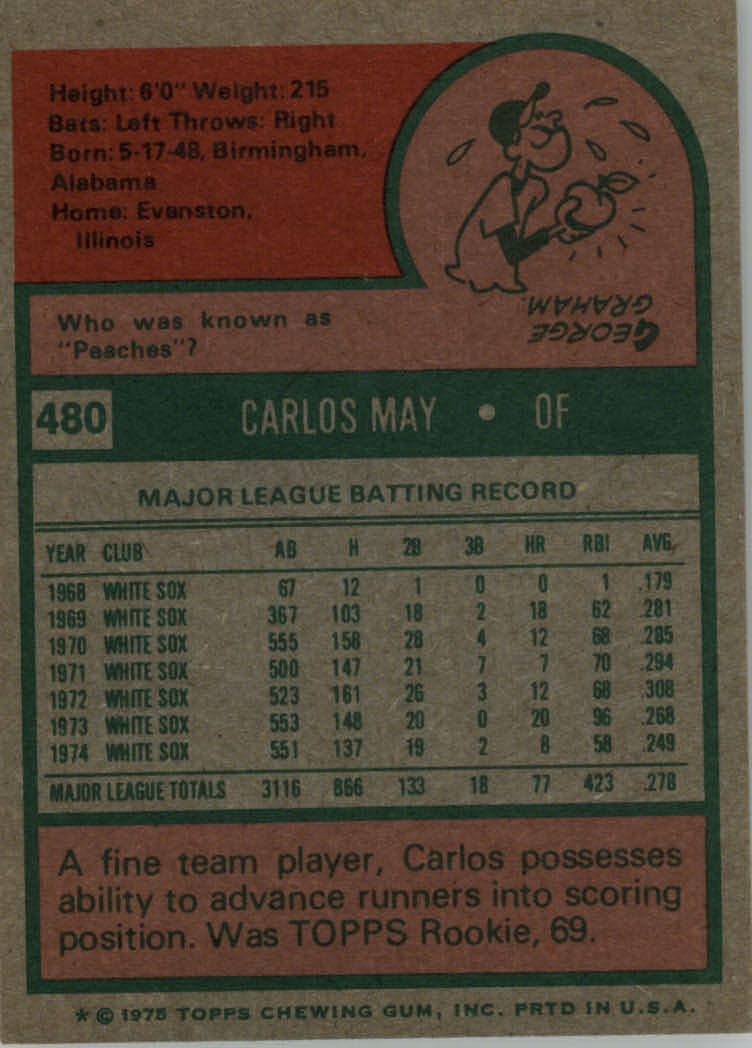 Height: 6'0" Weight: 215
Bats: Left Throws: Right
Born: 5-17-48, Birmingham,
Alabama
Home: Evanston,
Illinois
Who was known as
"Peaches"?
GEORGE
GRAHAM.
480 CARLOS MAY • OF
MAJOR LEAGUE BATTING RECORD
YEAR CLUB AB H 2B 3B HR RBI AVG.
1968 WHITE SOX 67 12 1 0 0 1 .179
1969 WHITE SOX 367 103 18 2 18 62 .281
1970 WHITE SOX 555 158 28 4 12 68 .285
1971 WHITE SOX 500 147 21 7 7 70 .294
1972 WHITE SOX 523 161 26 3 12 68 .308
1973 WHITE SOX 553 148 20 0 20 96 .268
1974 WHITE SOX 551 137 19 2 8 58 .249
MAJOR LEAGUE TOTALS 3116 866 133 18 77 423 .278
A fine team player, Carlos possesses
ability to advance runners into scoring
position. Was TOPPS Rookie, 69.
* © 1975 TOPPS CHEWING GUM, INC. PRTD IN U.S.A.